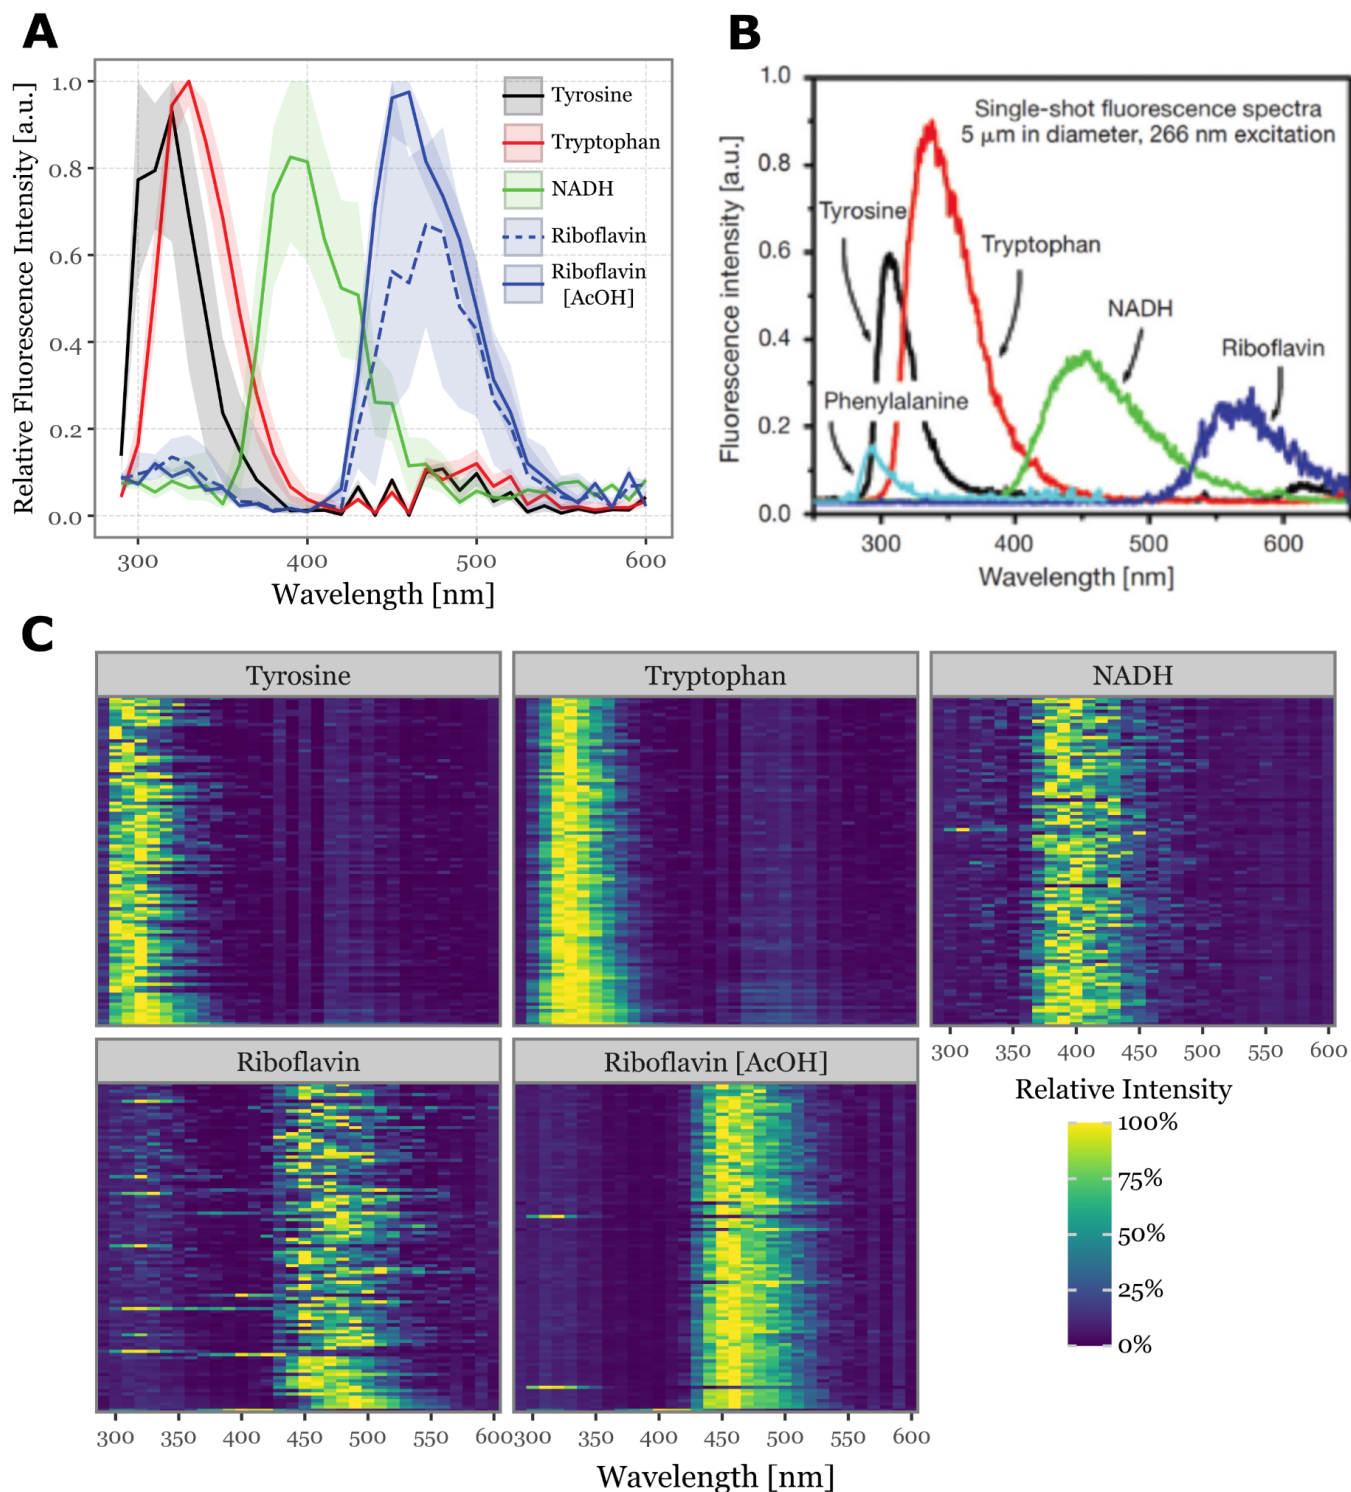 A
Relative Fluorescence Intensity [a.u.]
1.0
0.8
0.6
0.4
0.2
0.0
300
400
500
600
Wavelength [nm]
Tyrosine
Tryptophan
NADH
Riboflavin
Riboflavin
[AcOH]
B
Fluorescence intensity [a.u.]
1.0
0.8
0.6
0.4
0.2
0.0
Single-shot fluorescence spectra
5 μm in diameter, 266 nm excitation
Tyrosine
Tryptophan
NADH
Riboflavin
Phenylalanine
300
400
500
600
Wavelength [nm]
C
Tyrosine
Tryptophan
NADH
300 350 400 450 500 550 600
Riboflavin
Riboflavin [AcOH]
300 350 400 450 500 550 600
300 350 400 450 500 550 600
Wavelength [nm]
Relative Intensity
100%
75%
50%
25%
0%